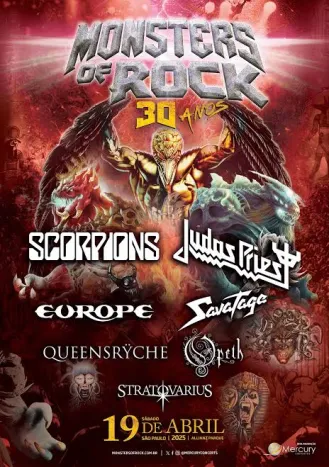 MONSTERS
OF ROCK
30 ANOS
SCORPIONS
Judas Priest
EUROPE
SAVATAGE
QUEENSRŸCHE
Opeth
STRATOVARIUS
19 SÁBADO DE ABRIL
SÃO PAULO | 2025 | ALLIANZ PARQUE
MONSTERSOFROCK.COM.BR | @MERCURYCONCERTS
Mercury